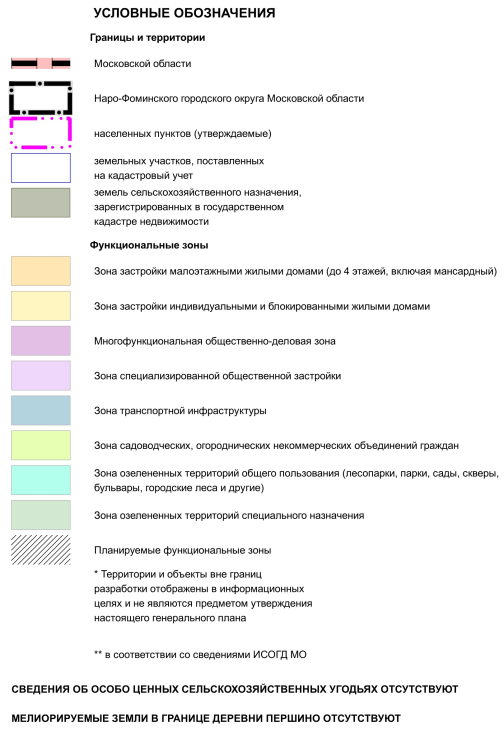 УСЛОВНЫЕ ОБОЗНАЧЕНИЯ
Границы и территории
Московской области
Наро-Фоминского городского округа Московской области
населенных пунктов (утверждаемые)
земельных участков, поставленных
на кадастровый учет
земель сельскохозяйственного назначения,
зарегистрированных в государственном
кадастре недвижимости
Функциональные зоны
Зона застройки малоэтажными жилыми домами (до 4 этажей, включая мансардный)
Зона застройки индивидуальными и блокированными жилыми домами
Многофункциональная общественно-деловая зона
Зона специализированной общественной застройки
Зона транспортной инфраструктуры
Зона садоводческих, огороднических некоммерческих объединений граждан
Зона озелененных территорий общего пользования (лесопарки, парки, сады, скверы,
бульвары, городские леса и другие)
Зона озелененных территорий специального назначения
Планируемые функциональные зоны
* Территории и объекты вне границ
разработки отображены в информационных
целях и не являются предметом утверждения
настоящего генерального плана
** в соответствии со сведениями ИСОГД МО
СВЕДЕНИЯ ОБ ОСОБО ЦЕННЫХ СЕЛЬСКОХОЗЯЙСТВЕННЫХ УГОДЬЯХ ОТСУТСТВУЮТ
МЕЛИОРИРУЕМЫЕ ЗЕМЛИ В ГРАНИЦЕ ДЕРЕВНИ ПЕРШИНО ОТСУТСТВУЮТ